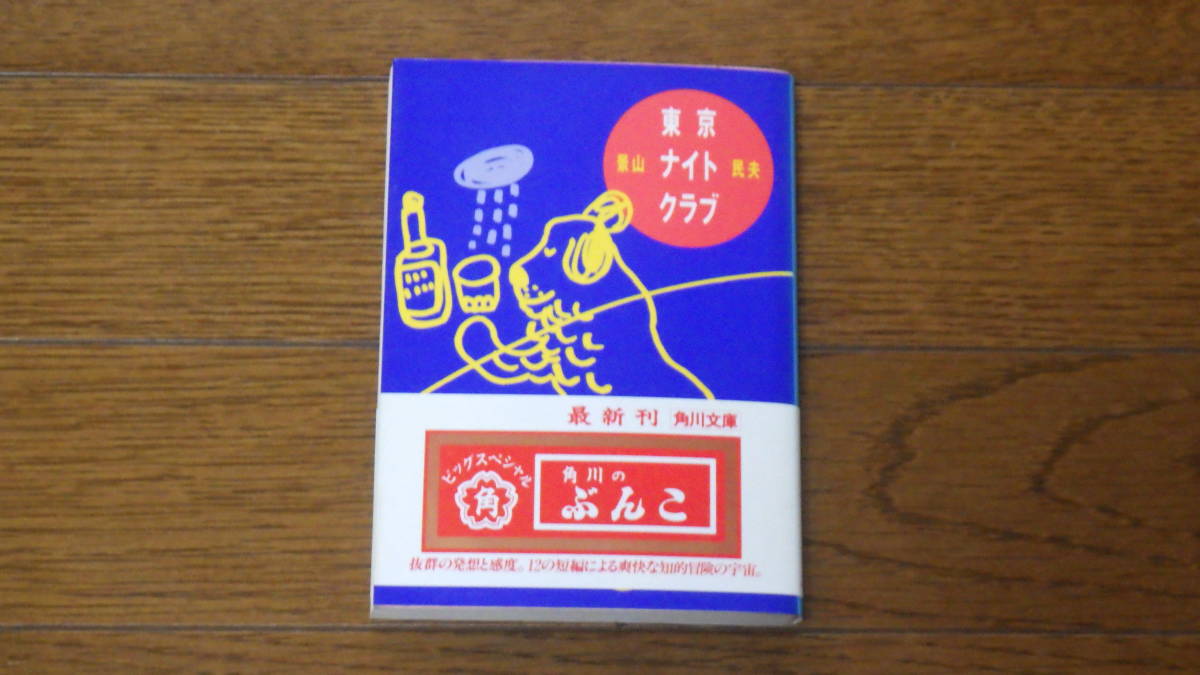 東京
景山 ナイト 民夫
クラブ
最新刊 角川文庫
ビッグスペシャル
角
角川の
ぶんこ
抜群の発想と感度。12の短編による爽快な知的冒険の宇宙。